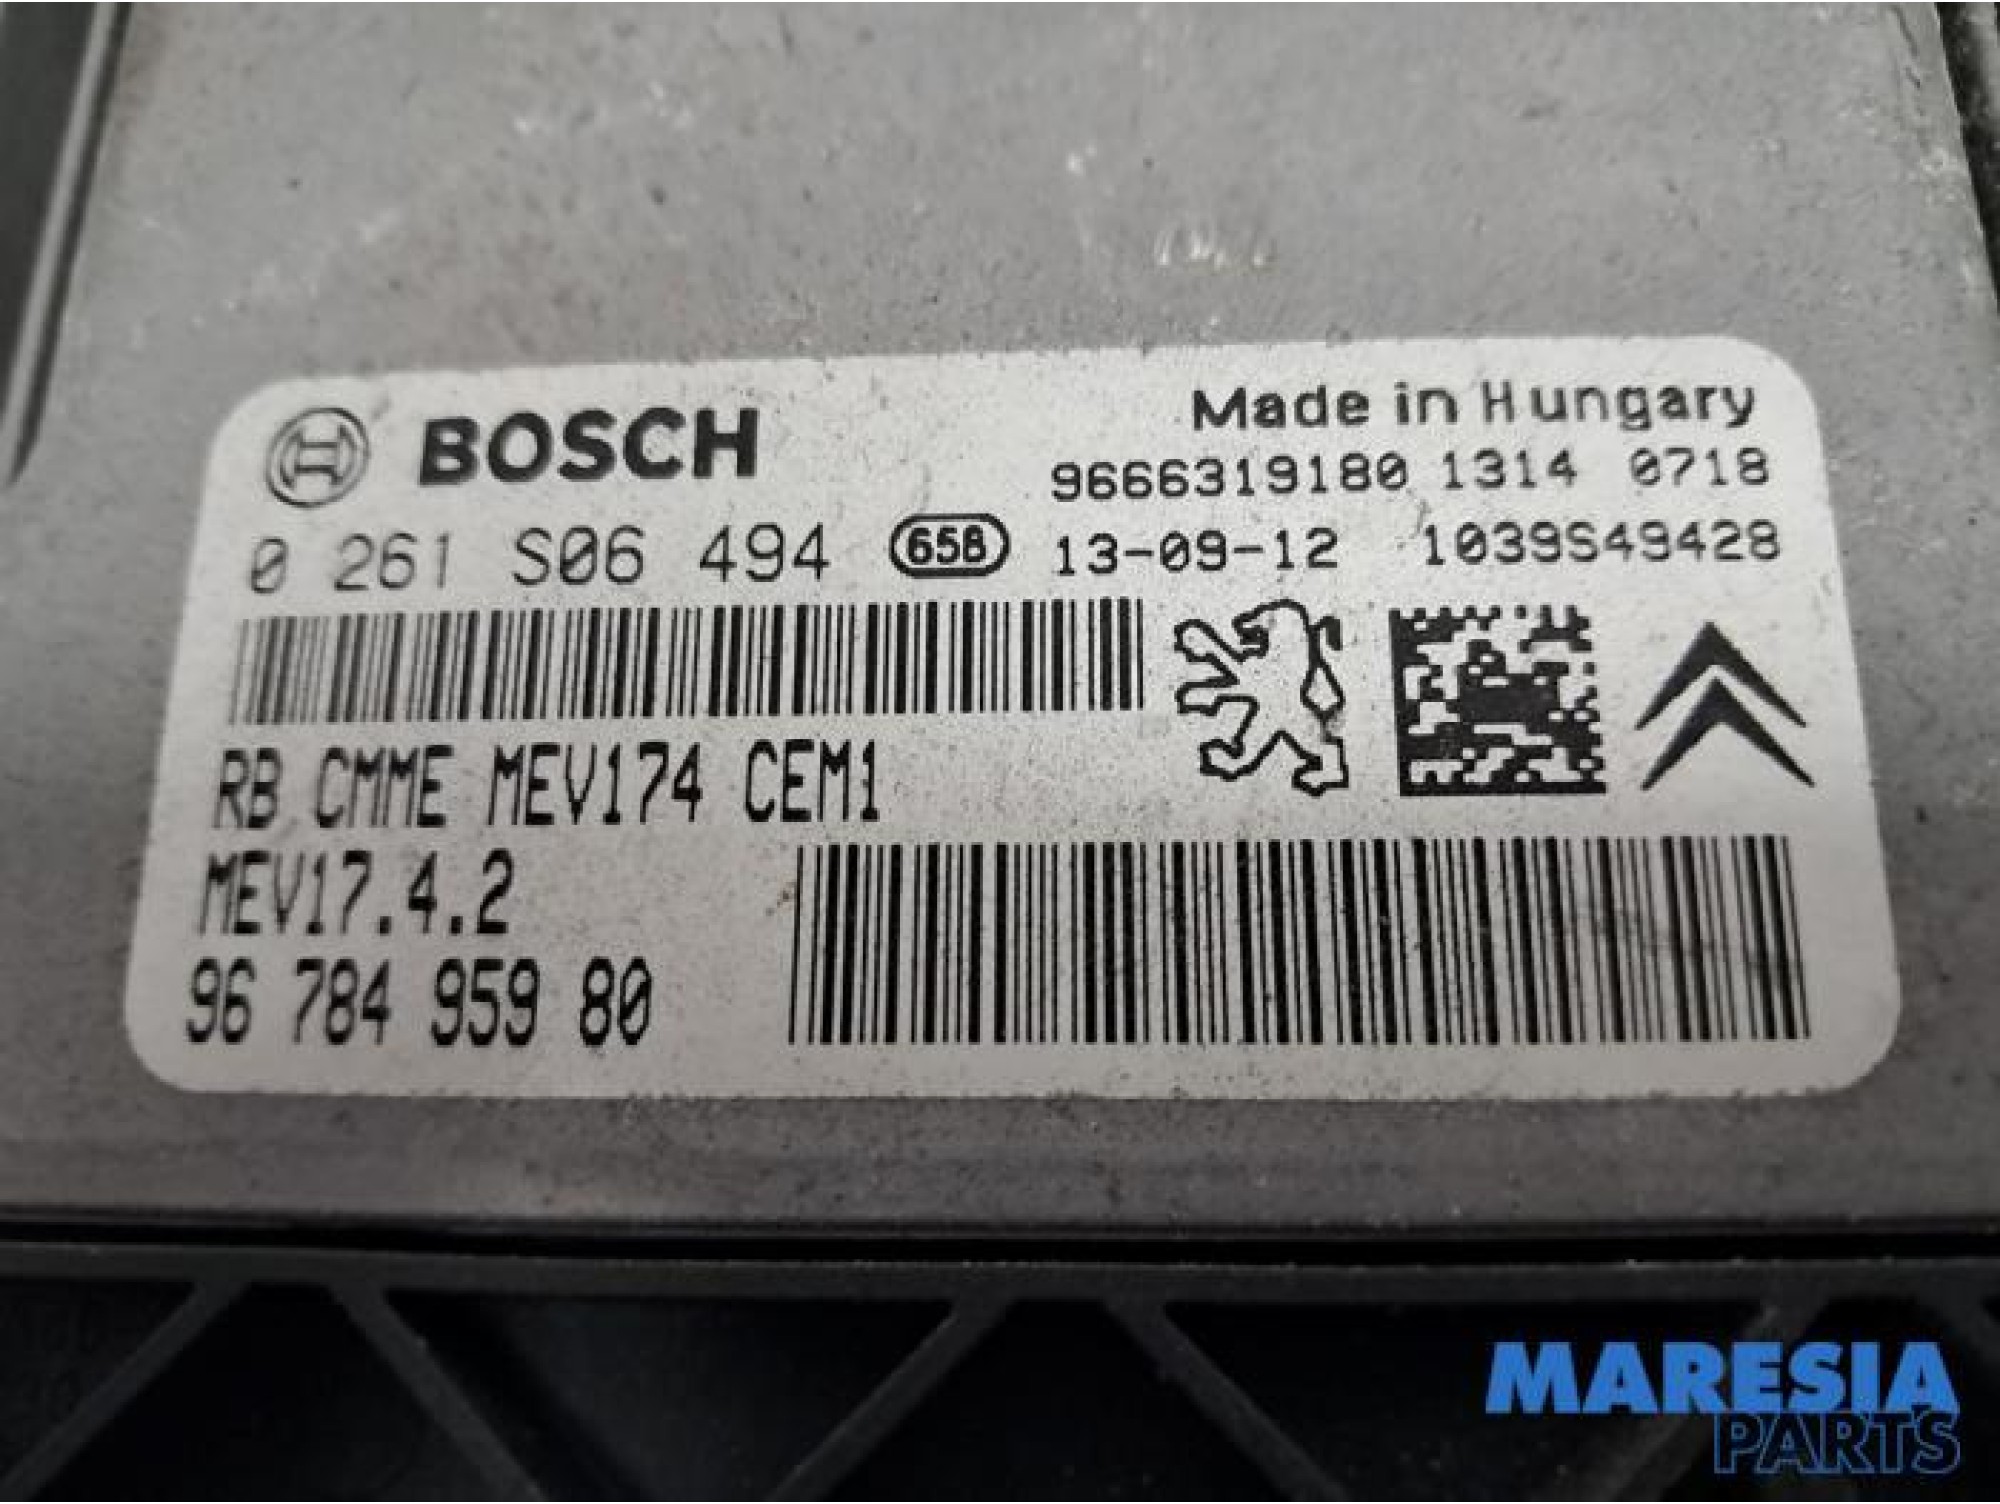 BOSCH
Made in Hungary
9666319180 1314 0718
0 261 S06 494 658 13-09-12 1039S49428
RB CMME MEV174 CEM1
MEV17.4.2
96 784 959 80
MARESIA
PARTS